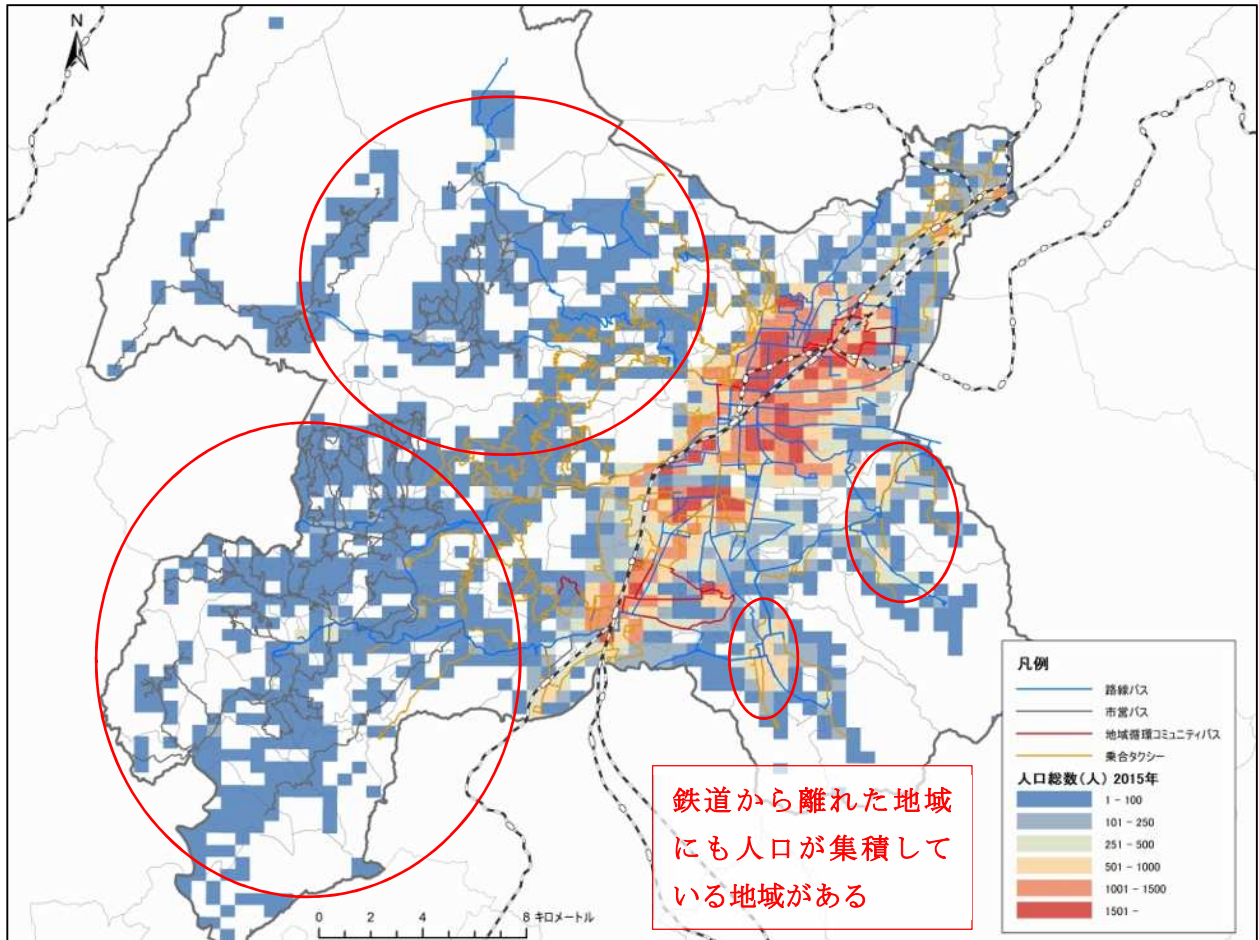 N
鉄道から離れた地域
にも人口が集積して
いる地域がある
0 2 4 8 キロメートル
凡例
路線バス
市営バス
地域循環コミュニティバス
乗合タクシー
人口総数(人) 2015年
1 - 100
101 - 250
251 - 500
501 - 1000
1001 - 1500
1501 -